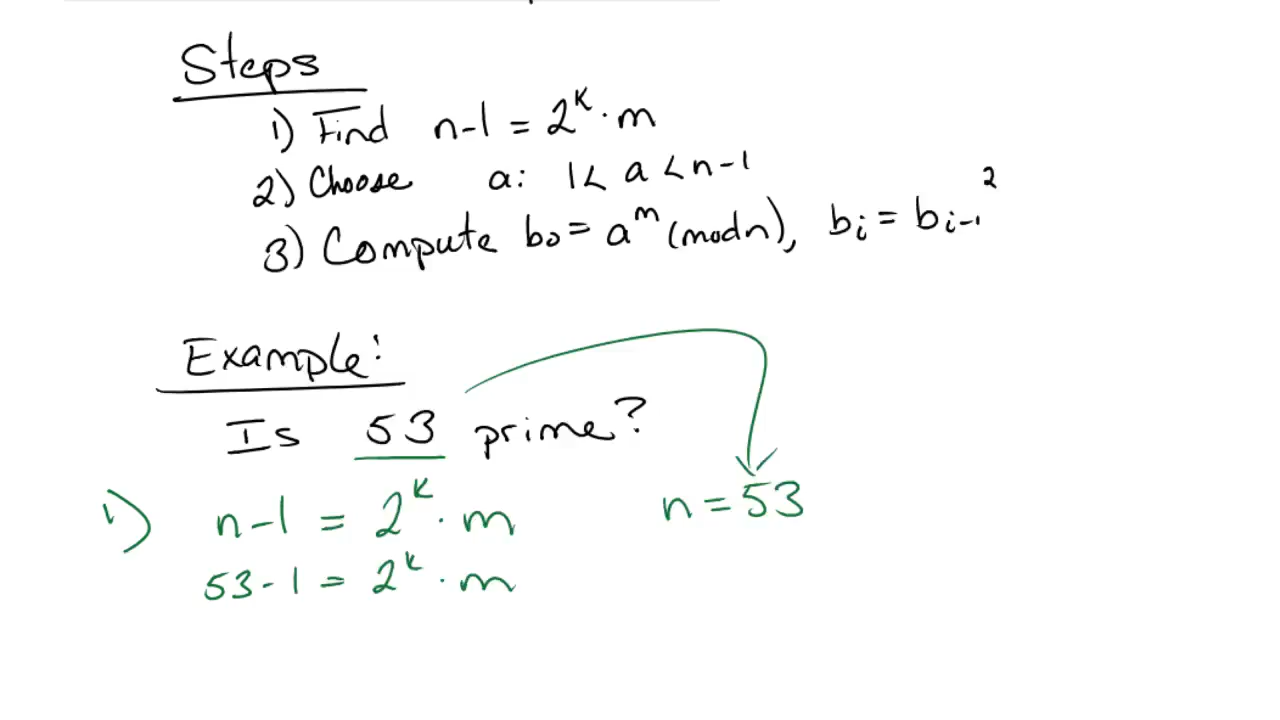 Steps
1) Find n-1 = 2^k · m
2) Choose a: 1 < a < n-1
3) Compute b₀ = a^m (mod n), bᵢ = bᵢ₋₁²
Example:
Is 53 prime?
1) n-1 = 2^k · m n = 53
53-1 = 2^k · m